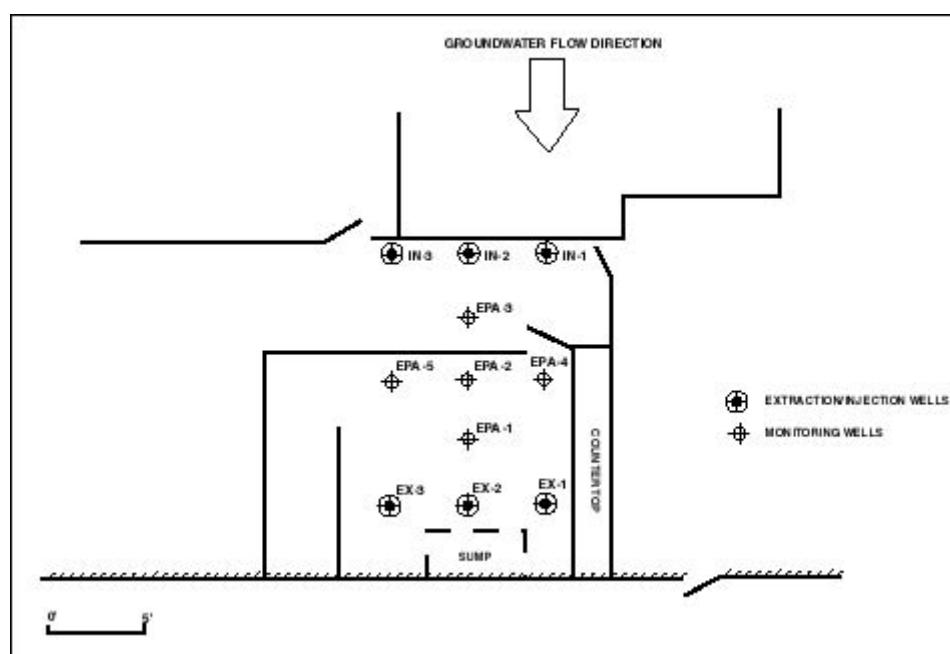 GROUNDWATER FLOW DIRECTION
IN-3
IN-2
IN-1
EPA-3
EPA-5
EPA-2
EPA-4
EXTRACTION/INJECTION WELLS
MONITORING WELLS
EPA-1
COUNTERTOP
EX-3
EX-2
EX-1
SUMP
0'
5'